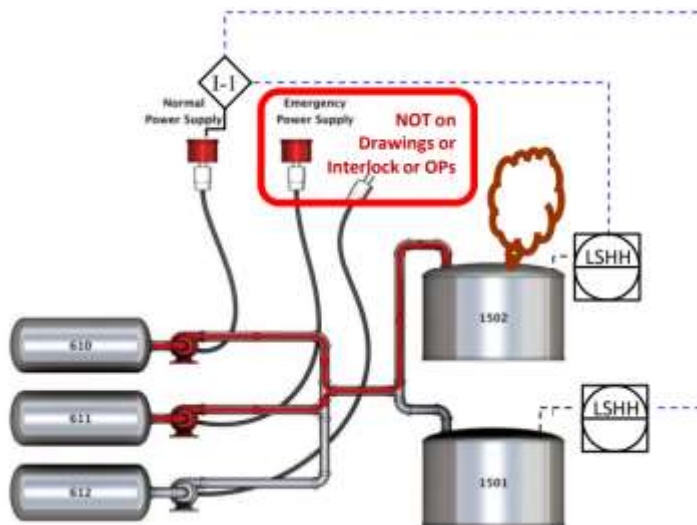 I-I
Normal
Power Supply
Emergency
Power Supply
NOT on
Drawings or
Interlock or OPs
LSHH
1502
610
LSHH
611
1501
612